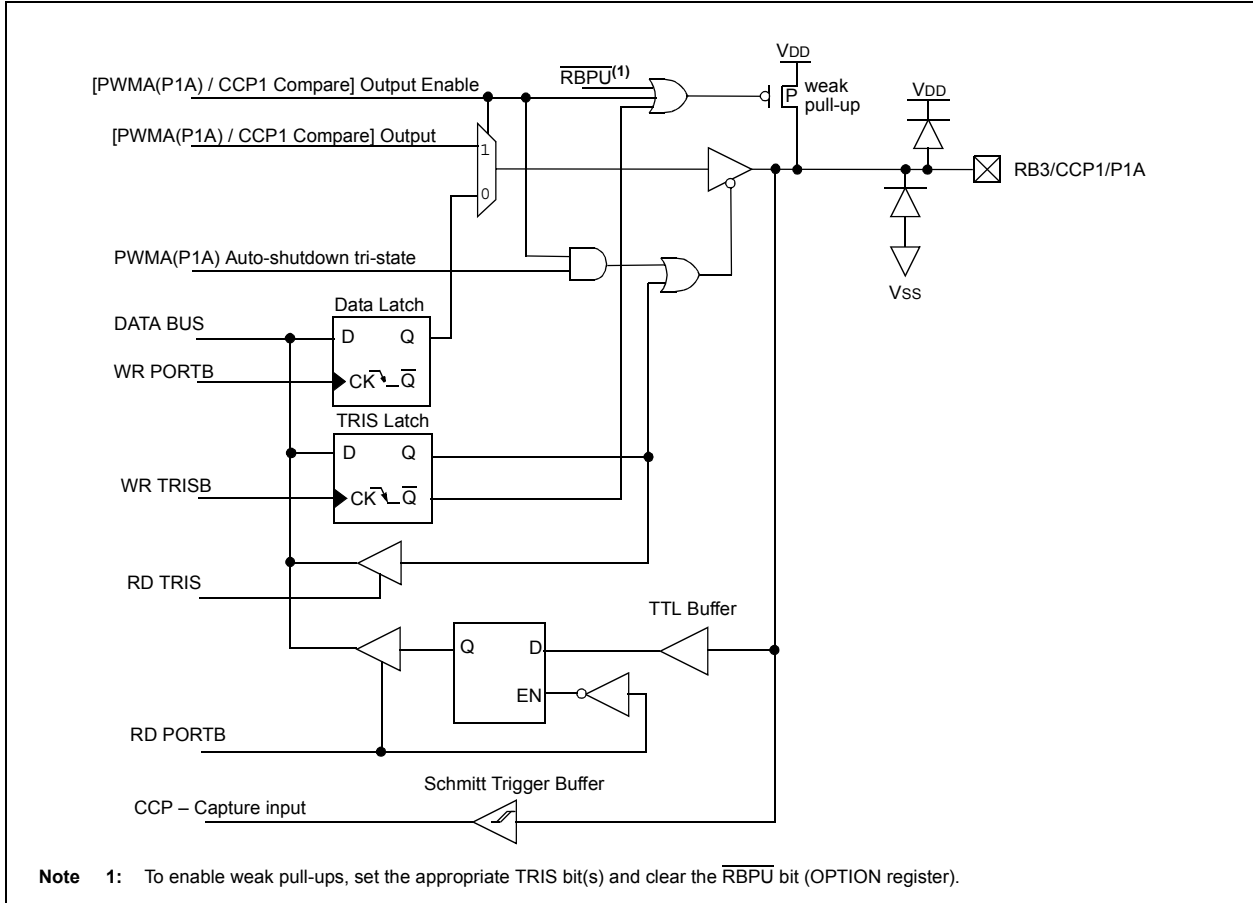 VDD
RBPU(1)
[PWMA(P1A) / CCP1 Compare] Output Enable
P
weak
pull-up
VDD
[PWMA(P1A) / CCP1 Compare] Output
1
RB3/CCP1/P1A
0
PWMA(P1A) Auto-shutdown tri-state
VSS
Data Latch
DATA BUS
D Q
WR PORTB
CK Q
TRIS Latch
D Q
WR TRISB
CK Q
RD TRIS
TTL Buffer
Q D
EN
RD PORTB
Schmitt Trigger Buffer
CCP – Capture input
Note 1: To enable weak pull-ups, set the appropriate TRIS bit(s) and clear the RBPU bit (OPTION register).